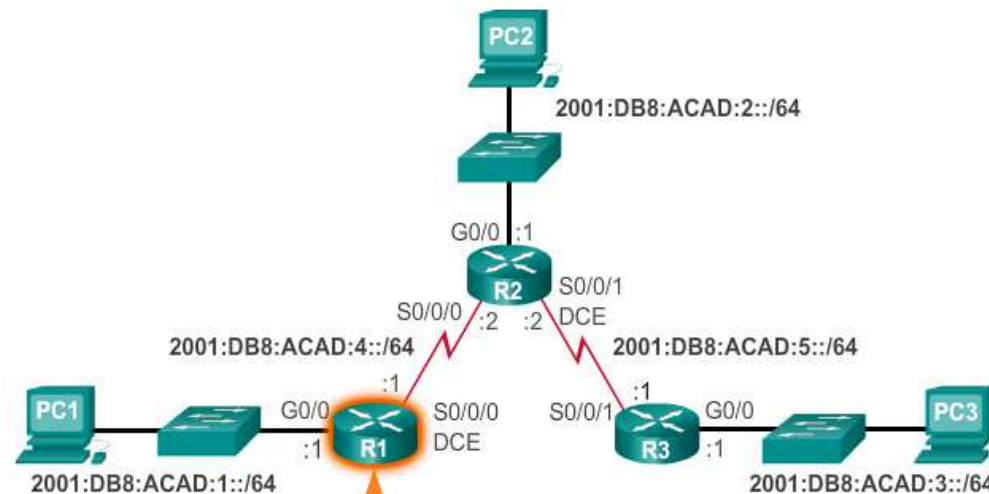 PC2
2001:DB8:ACAD:2::/64
G0/0 :1
R2
S0/0/0 :2 :2 S0/0/1
DCE
2001:DB8:ACAD:4::/64
2001:DB8:ACAD:5::/64
:1
:1
PC1
G0/0
:1
R1
S0/0/0
DCE
S0/0/1
R3
G0/0
:1
PC3
2001:DB8:ACAD:1::/64
2001:DB8:ACAD:3::/64